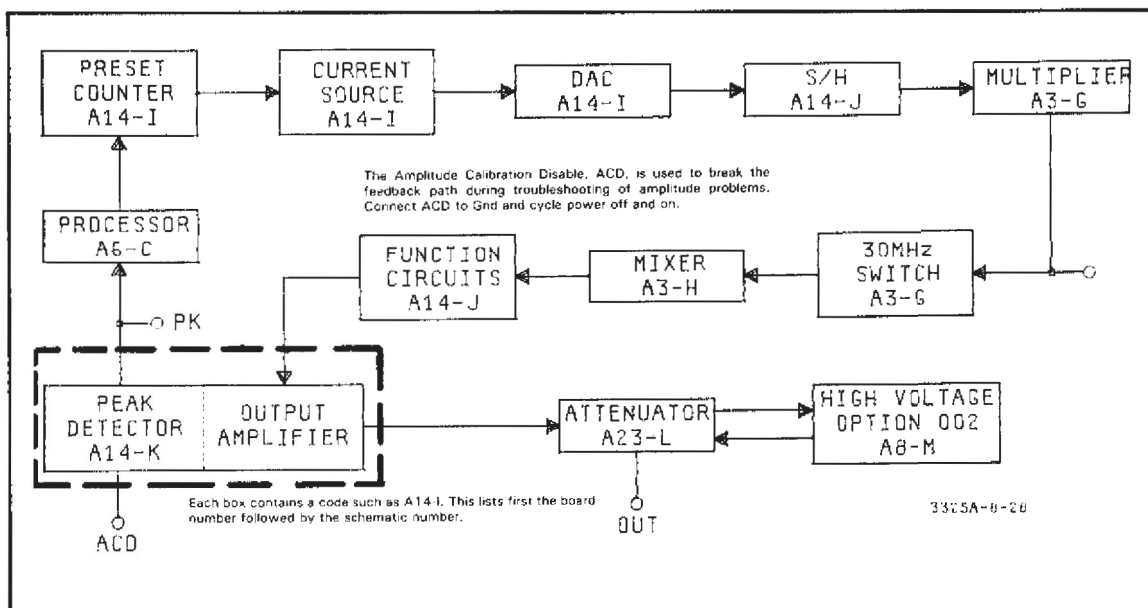 PRESET
COUNTER
A14-I
CURRENT
SOURCE
A14-I
DAC
A14-I
S/H
A14-J
MULTIPLIER
A3-G
The Amplitude Calibration Disable, ACD, is used to break the
feedback path during troubleshooting of amplitude problems.
Connect ACD to Gnd and cycle power off and on.
PROCESSOR
A6-C
FUNCTION
CIRCUITS
A14-J
MIXER
A3-H
30MHz
SWITCH
A3-G
PK
PEAK
DETECTOR
A14-K
OUTPUT
AMPLIFIER
ATTENUATOR
A23-L
HIGH VOLTAGE
OPTION 002
A8-M
Each box contains a code such as A14-I. This lists first the board
number followed by the schematic number.
ACD
OUT
3325A-8-28